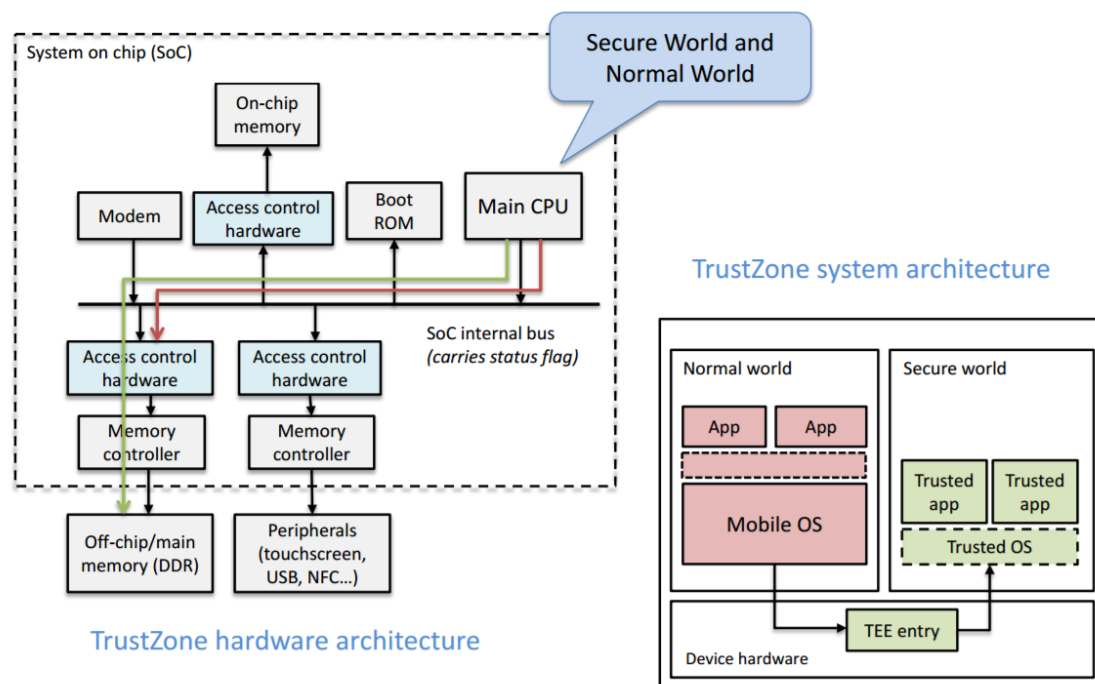 System on chip (SoC)
Secure World and
Normal World
On-chip
memory
Modem
Access control
hardware
Boot
ROM
Main CPU
SoC internal bus
(carries status flag)
Access control
hardware
Access control
hardware
Memory
controller
Memory
controller
Off-chip/main
memory (DDR)
Peripherals
(touchscreen,
USB, NFC...)
TrustZone hardware architecture
TrustZone system architecture
Normal world
App
App
Mobile OS
Secure world
Trusted
app
Trusted
app
Trusted OS
TEE entry
Device hardware